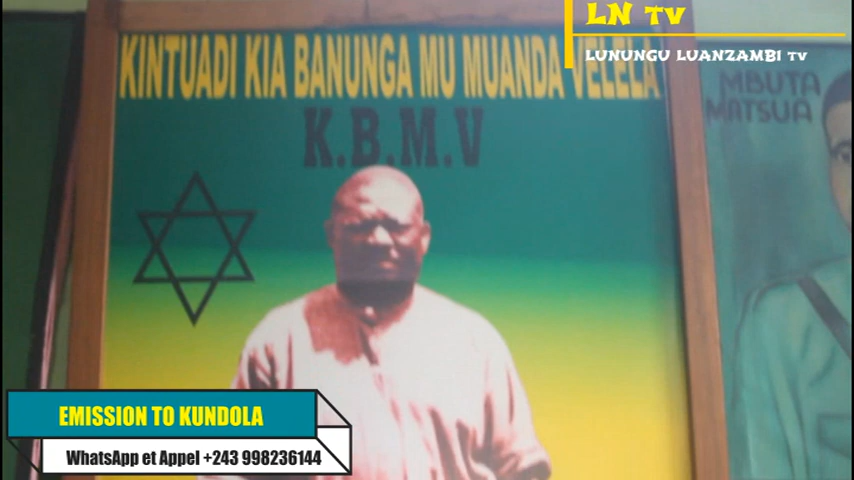 LN TV
LUNUNGU LUANZAMBI TV
KINTUADI KIA BANUNGA MU MUANDA VELELA
K.B.M.V
MBUTA
MATSUA
EMISSION TO KUNDOLA
WhatsApp et Appel +243 998236144